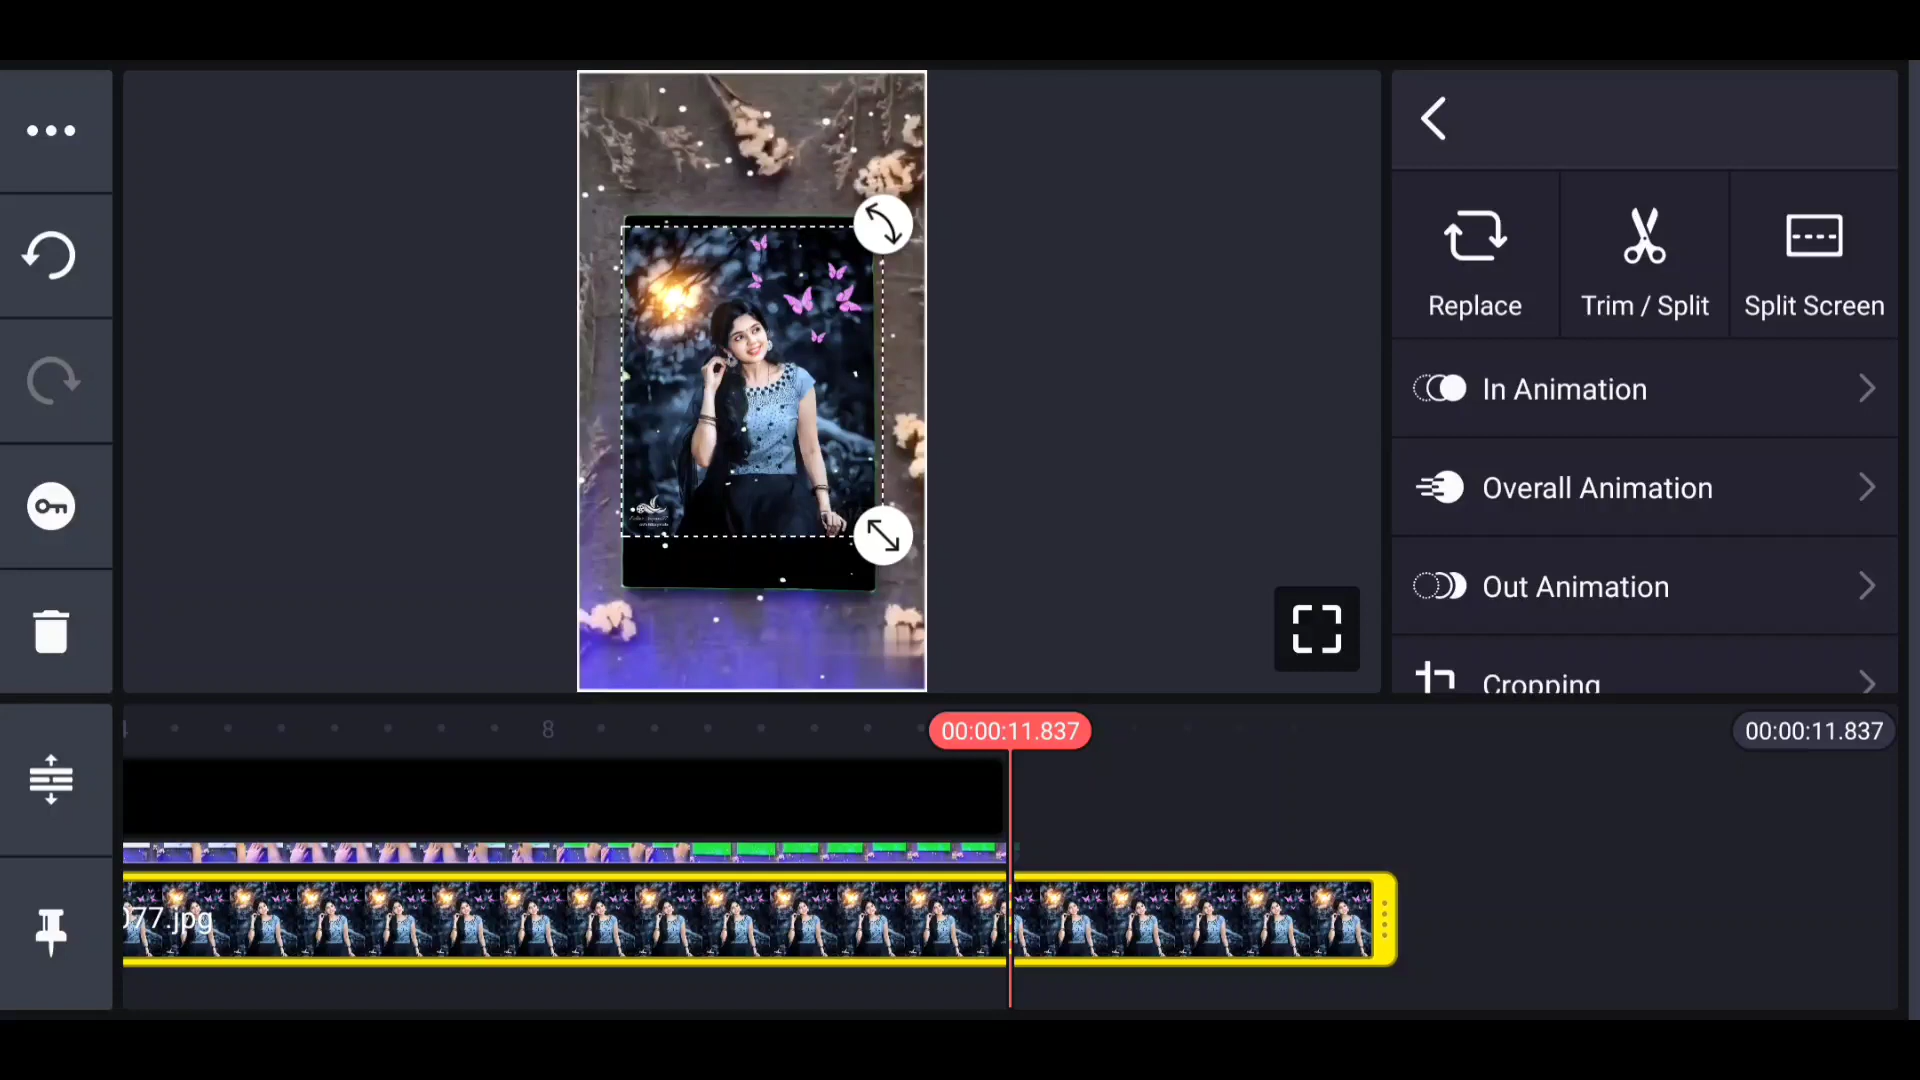 Replace
Trim / Split
Split Screen
In Animation
Overall Animation
Out Animation
Cropping
8
00:00:11.837
00:00:11.837
077.jpg